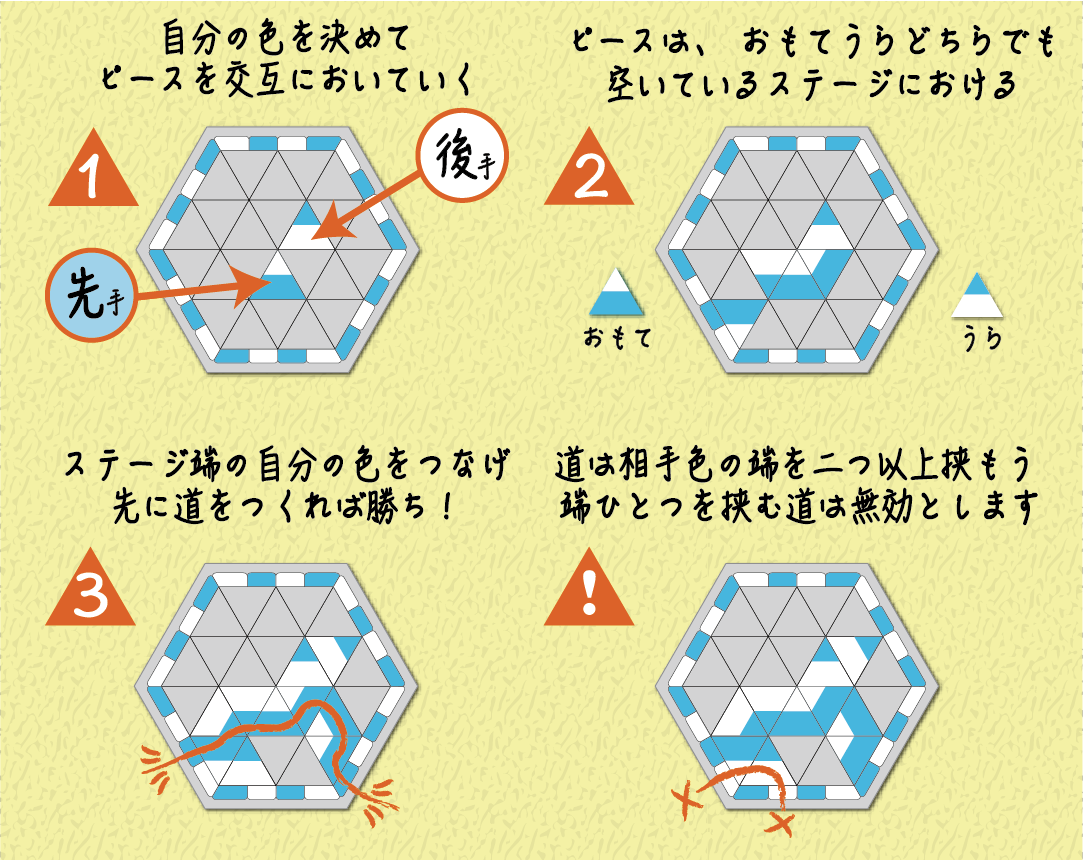 自分の色を決めて
ピースを交互においていく
1
後手
先手
ピースは、おもてうらどちらでも
空いているステージにおける
2
おもて
うら
ステージ端の自分の色をつなげ
先に道をつくれば勝ち！
3
道は相手色の端を二つ以上挟もう
端ひとつを挟む道は無効とします
!